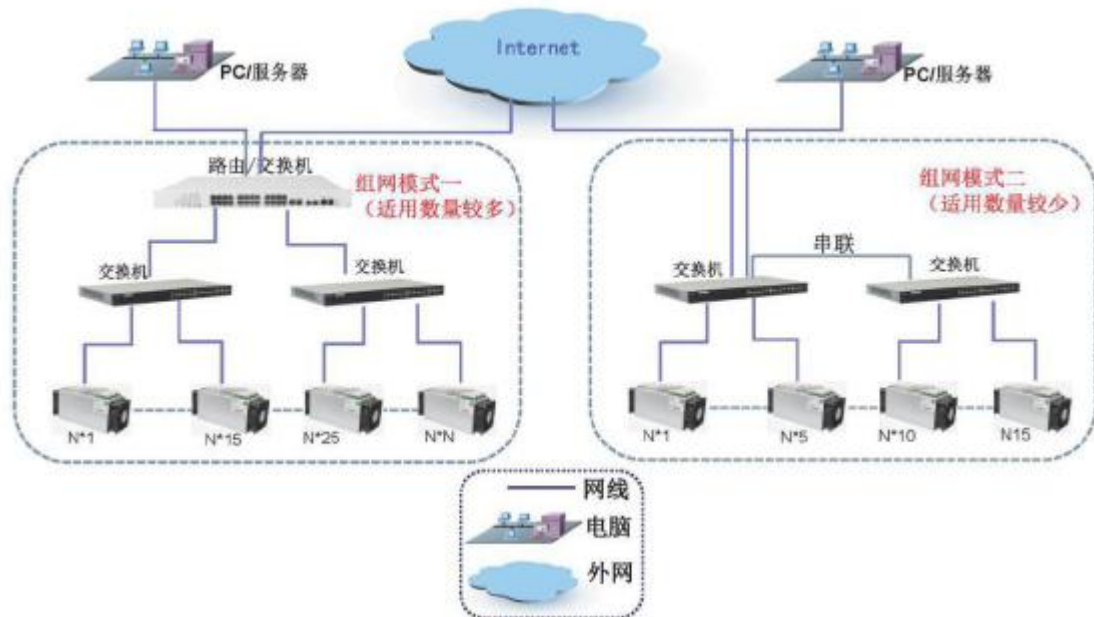 Internet
PC/服务器
PC/服务器
路由/交换机
组网模式一
（适用数量较多）
交换机
交换机
N*1
N*15
N*25
N*N
组网模式二
（适用数量较少）
串联
交换机
交换机
N*1
N*5
N*10
N15
网线
电脑
外网